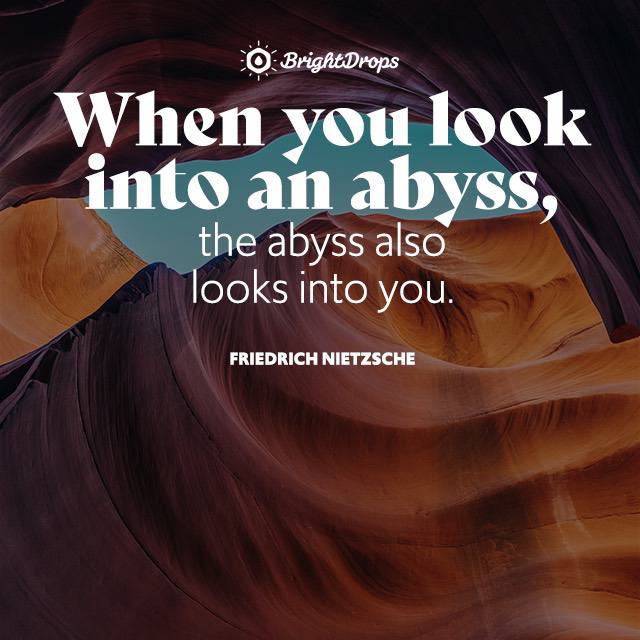 BrightDrops
When you look
into an abyss,
the abyss also
looks into you.
FRIEDRICH NIETZSCHE